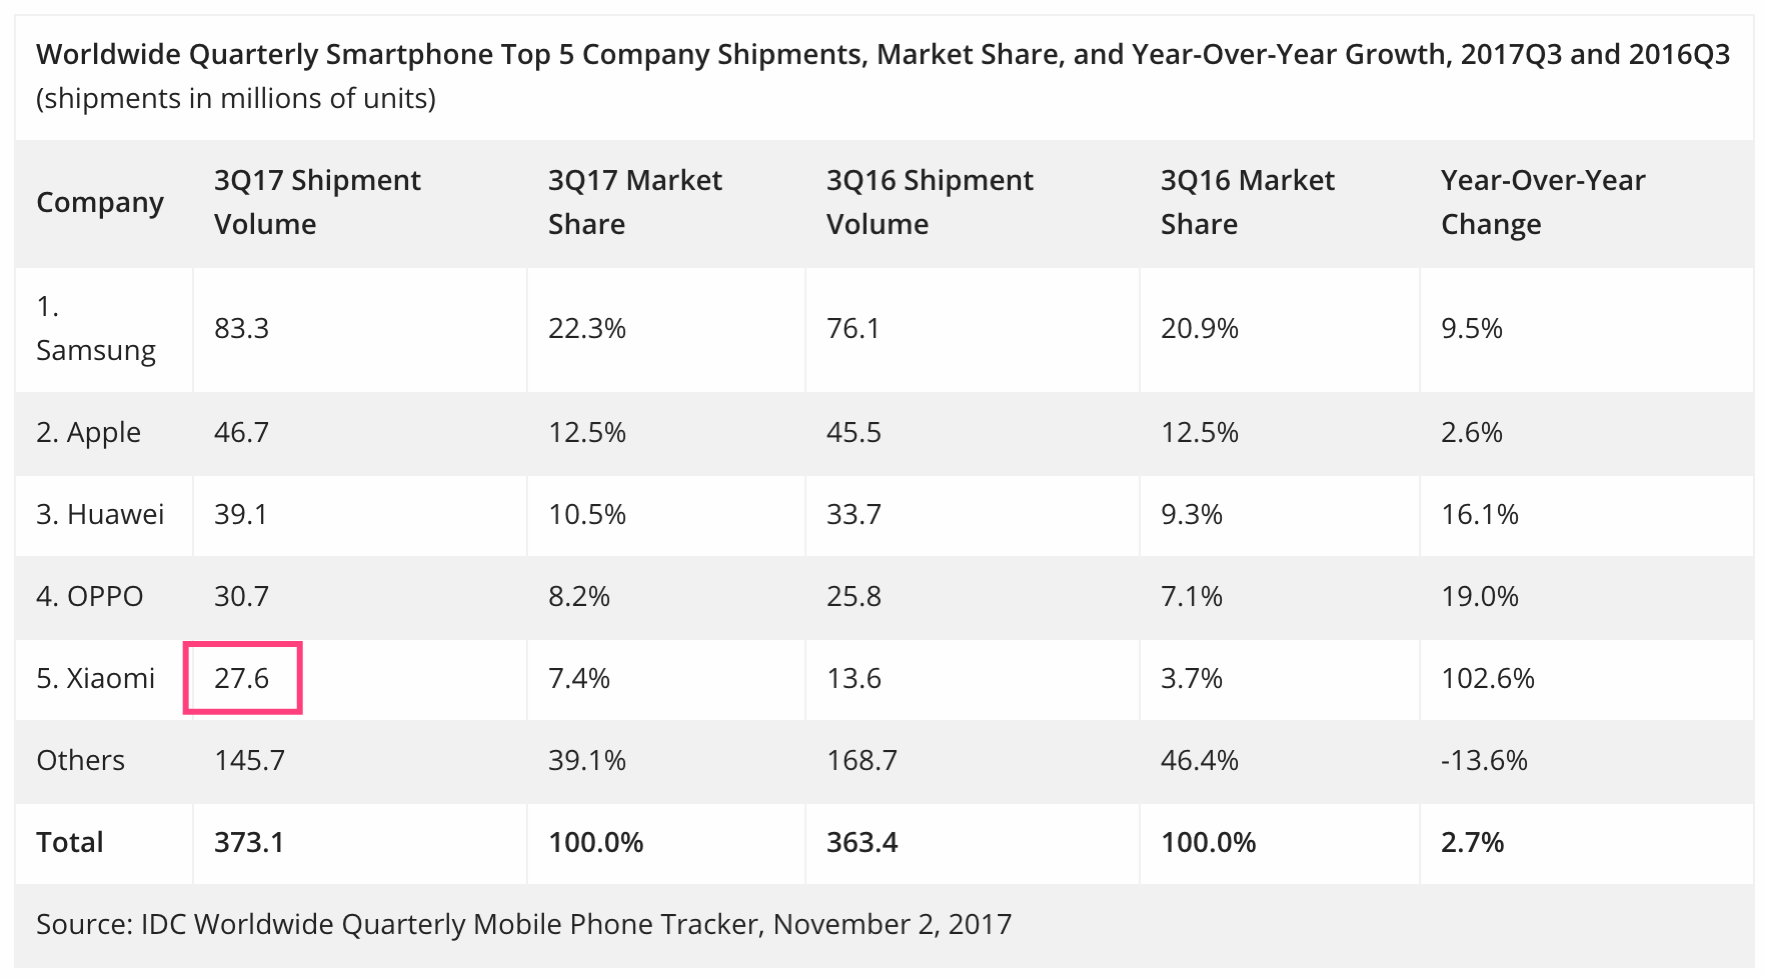 Worldwide Quarterly Smartphone Top 5 Company Shipments, Market Share, and Year-Over-Year Growth, 2017Q3 and 2016Q3
(shipments in millions of units)
Company 3Q17 Shipment Volume 3Q17 Market Share 3Q16 Shipment Volume 3Q16 Market Share Year-Over-Year Change
1. Samsung 83.3 22.3% 76.1 20.9% 9.5%
2. Apple 46.7 12.5% 45.5 12.5% 2.6%
3. Huawei 39.1 10.5% 33.7 9.3% 16.1%
4. OPPO 30.7 8.2% 25.8 7.1% 19.0%
5. Xiaomi 27.6 7.4% 13.6 3.7% 102.6%
Others 145.7 39.1% 168.7 46.4% -13.6%
Total 373.1 100.0% 363.4 100.0% 2.7%
Source: IDC Worldwide Quarterly Mobile Phone Tracker, November 2, 2017